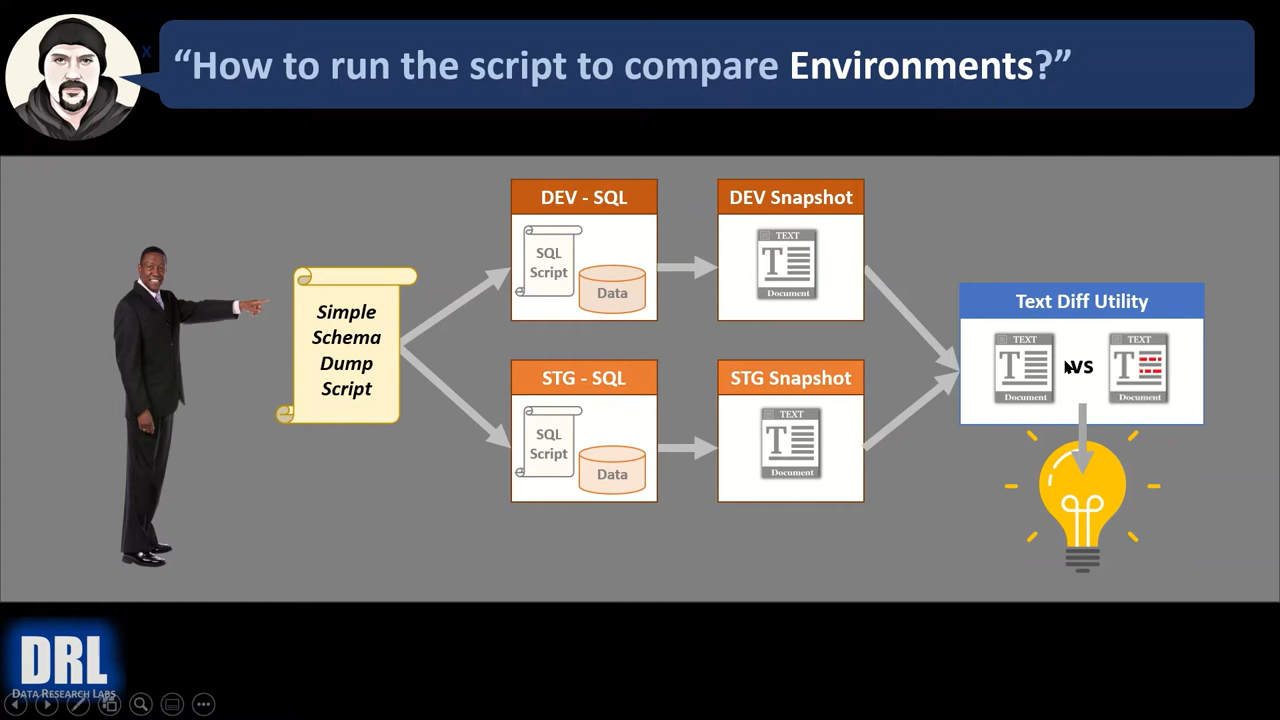 x
“How to run the script to compare Environments?”
Simple
Schema
Dump
Script
DEV - SQL
SQL
Script
Data
DEV Snapshot
TEXT
T
Document
STG - SQL
SQL
Script
Data
STG Snapshot
TEXT
T
Document
Text Diff Utility
TEXT
T
Document
VS
TEXT
T
Document
DRL
DATA RESEARCH LABS